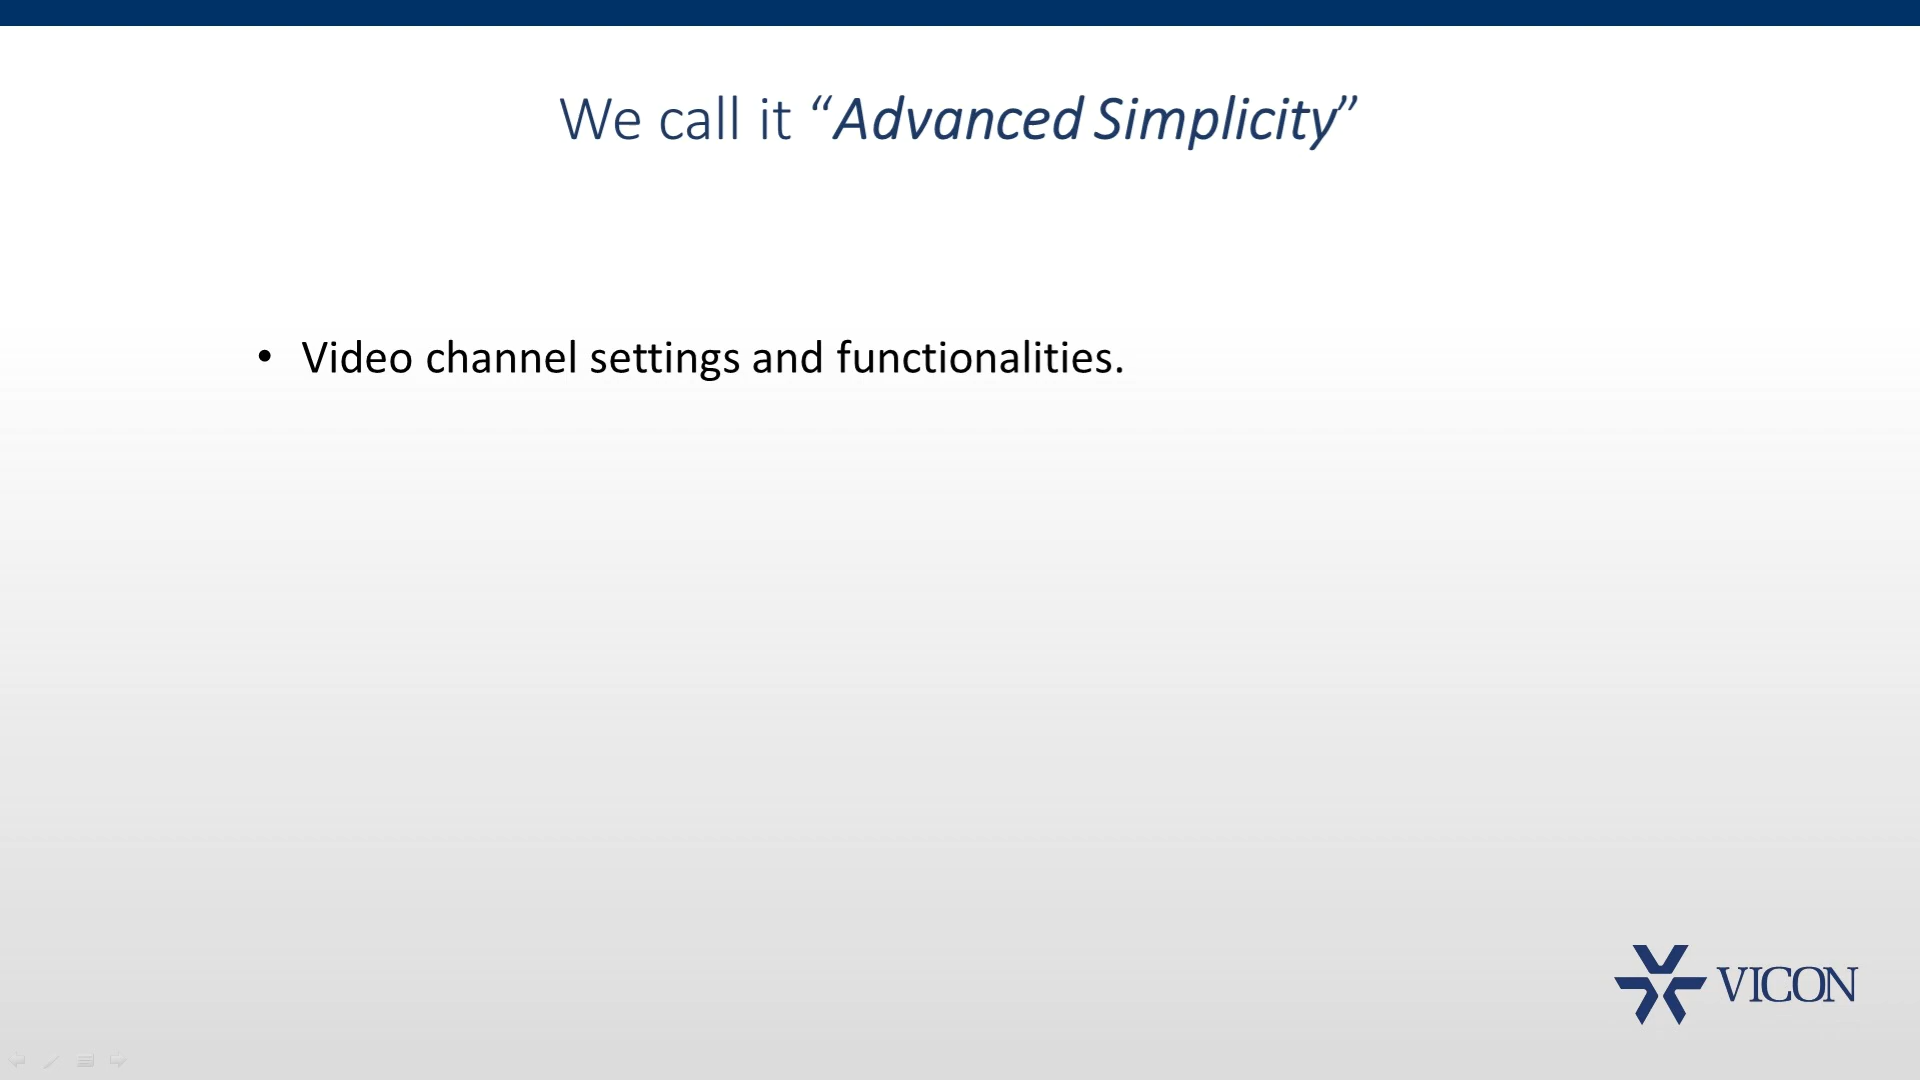 We call it “Advanced Simplicity”
• Video channel settings and functionalities.
VICON